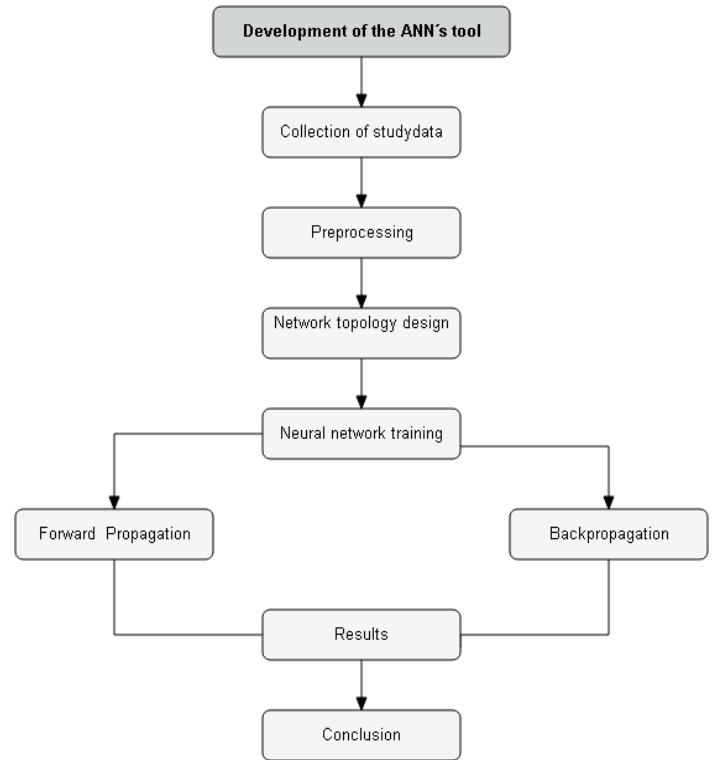 Development of the ANN´s tool
Collection of studydata
Preprocessing
Network topology design
Neural network training
Forward Propagation
Backpropagation
Results
Conclusion